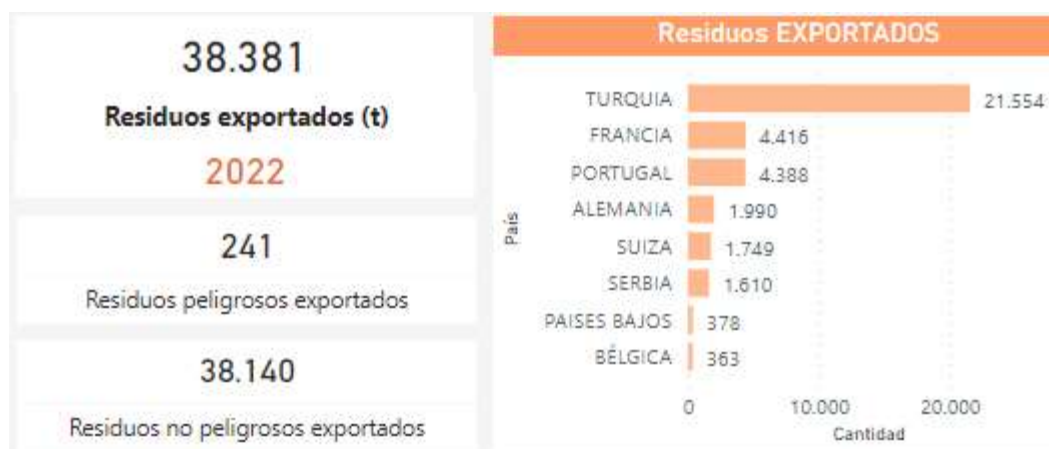 38.381
Residuos exportados (t)
2022
241
Residuos peligrosos exportados
38.140
Residuos no peligrosos exportados
Residuos EXPORTADOS
País
TURQUIA 21.554
FRANCIA 4.416
PORTUGAL 4.388
ALEMANIA 1.990
SUIZA 1.749
SERBIA 1.610
PAISES BAJOS 378
BÉLGICA 363
0 10.000 20.000
Cantidad